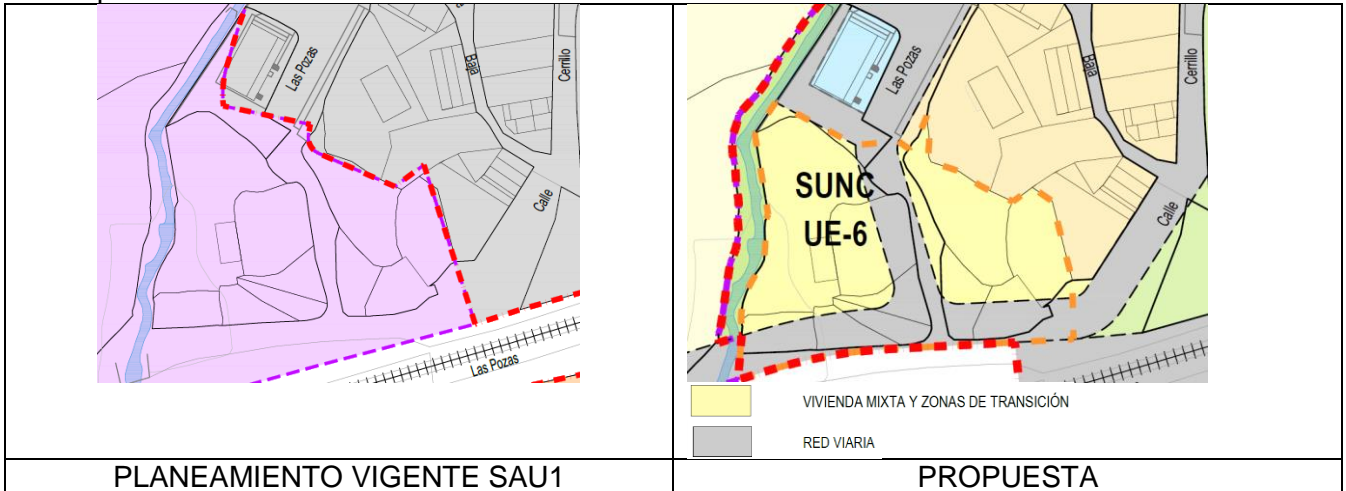 Las Pozas
Baja
Cerrillo
Calle
Las Pozas
PLANEAMIENTO VIGENTE SAU1
Las Pozas
Baja
Cerrillo
SUNC
UE-6
Calle
VIVIENDA MIXTA Y ZONAS DE TRANSICIÓN
RED VIARIA
PROPUESTA